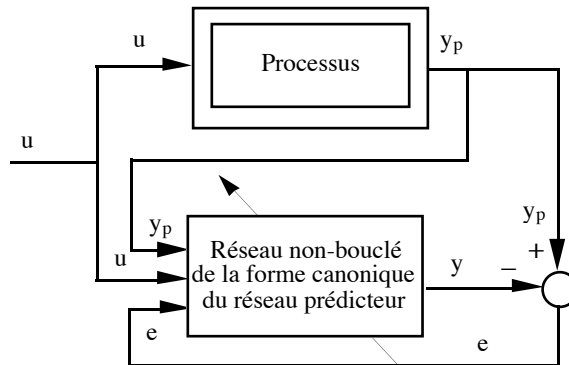 u
yp
Processus
u
yp
yp
+
u
Réseau non-bouclé
de la forme canonique
du réseau prédicteur
y
–
e
e